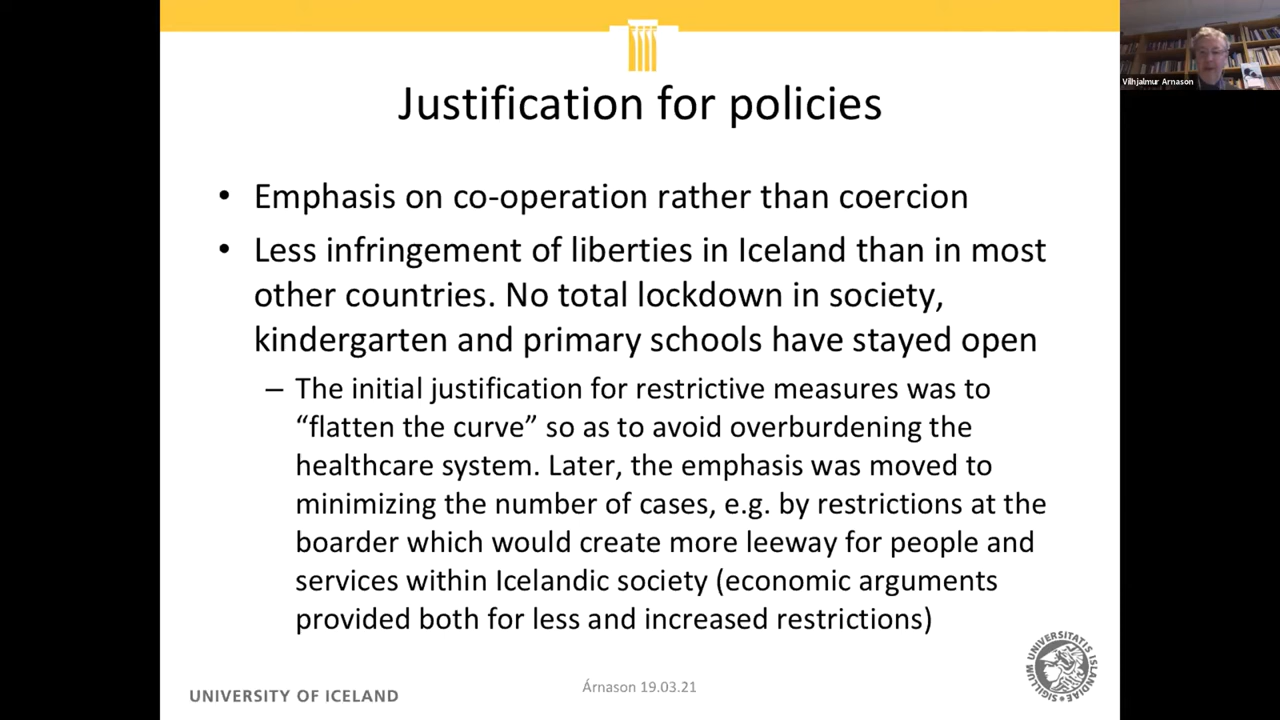 Justification for policies
• Emphasis on co-operation rather than coercion
• Less infringement of liberties in Iceland than in most
other countries. No total lockdown in society,
kindergarten and primary schools have stayed open
– The initial justification for restrictive measures was to
“flatten the curve” so as to avoid overburdening the
healthcare system. Later, the emphasis was moved to
minimizing the number of cases, e.g. by restrictions at the
boarder which would create more leeway for people and
services within Icelandic society (economic arguments
provided both for less and increased restrictions)
UNIVERSITY OF ICELAND
Árnason 19.03.21
SIGILLUM UNIVERSITATIS ISLANDIAE
Vilhjalmur Arnason